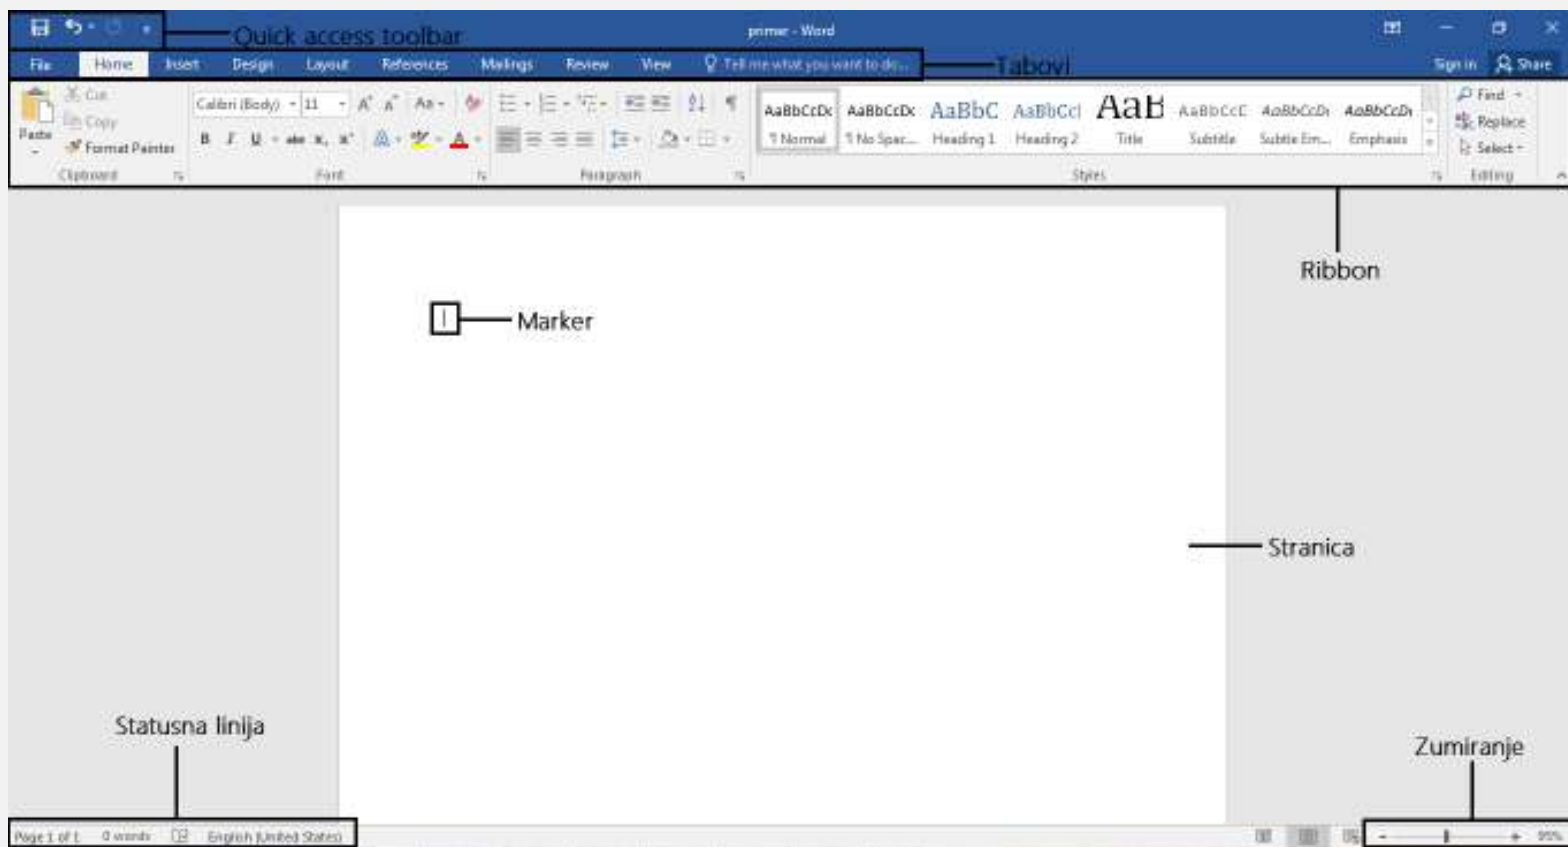 Quick access toolbar
primer - Word
File Home Insert Design Layout References Mailings Review View Tell me what you want to do... Tabovi Sign in Share
Cut
Copy
Paste
Format Painter
Clipboard
Calibri (Body) 11 A A Aa
B I U abc x, x' A A
Font
Paragraph
AaBbCcDc AaBbCcDc AaBbC AaBbCcI AaB AaBbCcC AaBbCcDi AaBbCcDi
¶ Normal ¶ No Spac... Heading 1 Heading 2 Title Subtitle Subtle Em... Emphasis
Styles
Find
Replace
Select
Editing
Ribbon
Marker
Stranica
Statusna linija
Zumiranje
Page 1 of 1 0 words English (United States)
- +